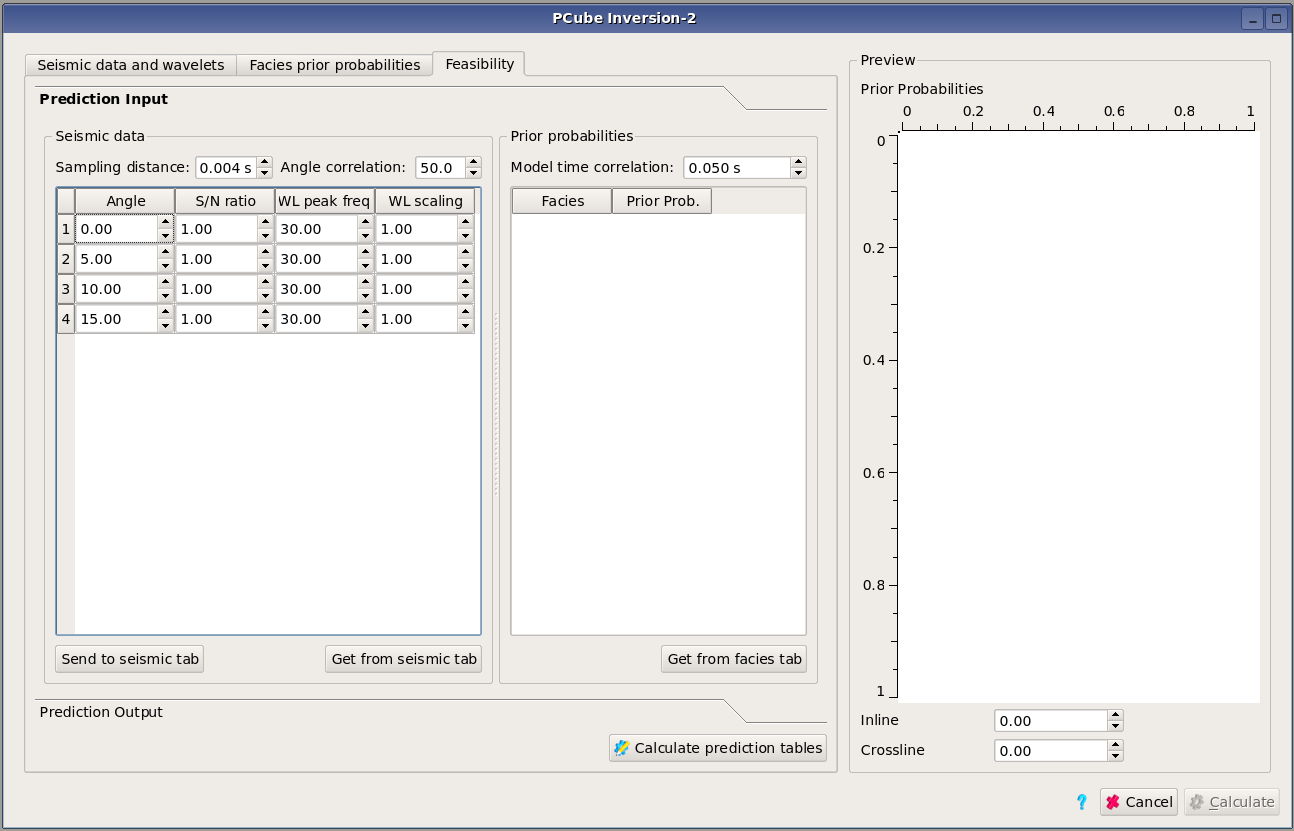 PCube Inversion-2
Seismic data and wavelets
Facies prior probabilities
Feasibility
Prediction Input
Seismic data
Sampling distance: 0.004 s Angle correlation: 50.0
Angle S/N ratio WL peak freq WL scaling
1 0.00 1.00 30.00 1.00
2 5.00 1.00 30.00 1.00
3 10.00 1.00 30.00 1.00
4 15.00 1.00 30.00 1.00
Send to seismic tab
Get from seismic tab
Prior probabilities
Model time correlation: 0.050 s
Facies Prior Prob.
Get from facies tab
Prediction Output
Calculate prediction tables
Preview
Prior Probabilities
0 0.2 0.4 0.6 0.8 1
0
0.2
0.4
0.6
0.8
1
Inline 0.00
Crossline 0.00
? Cancel Calculate